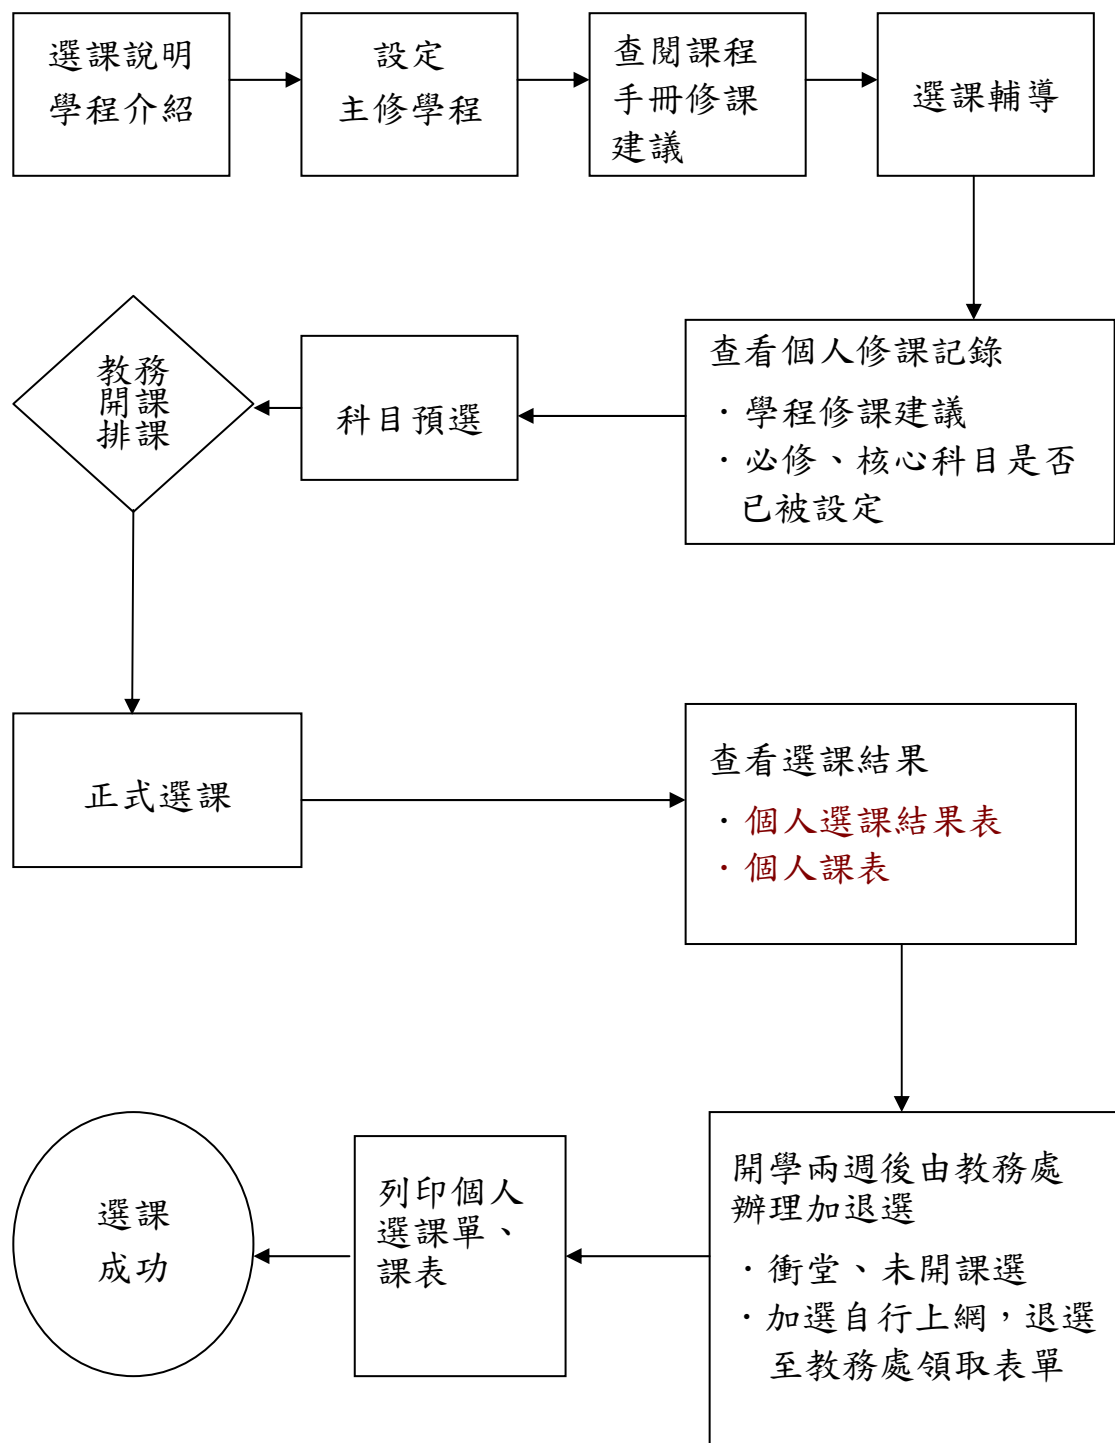 選課說明
學程介紹
設定
主修學程
查閱課程
手冊修課
建議
選課輔導
查看個人修課記錄
．學程修課建議
．必修、核心科目是否
已被設定
科目預選
教務
開課
排課
正式選課
查看選課結果
．個人選課結果表
．個人課表
開學兩週後由教務處
辦理加退選
．衝堂、未開課選
．加選自行上網，退選
至教務處領取表單
列印個人
選課單、
課表
選課
成功